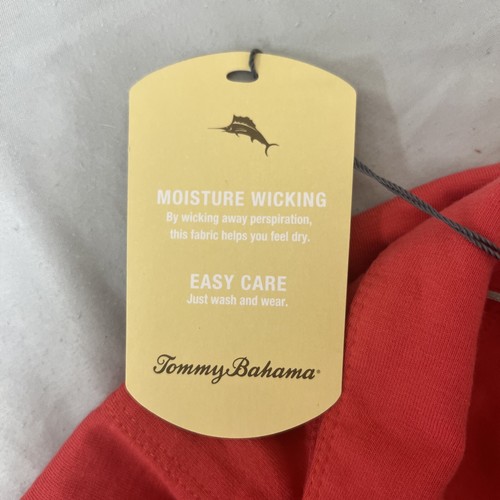 MOISTURE WICKING
By wicking away perspiration,
this fabric helps you feel dry.
EASY CARE
Just wash and wear.
Tommy Bahama®